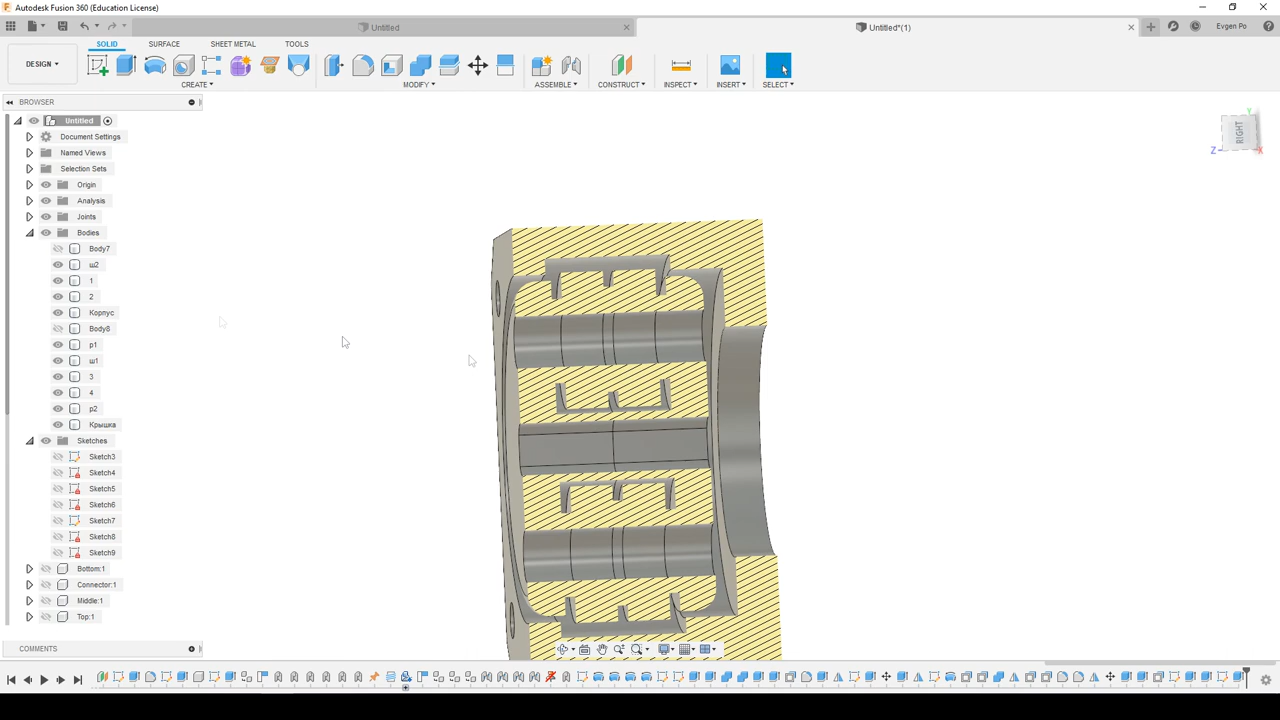 Autodesk Fusion 360 (Education License)
Untitled
Untitled*(1)
Evgen Po
SOLID SURFACE SHEET METAL TOOLS
DESIGN
CREATE MODIFY ASSEMBLE CONSTRUCT INSPECT INSERT SELECT
BROWSER
Untitled
Document Settings
Named Views
Selection Sets
Origin
Analysis
Joints
Bodies
Body7
ш2
1
2
Корпус
Body8
p1
ш1
3
4
p2
Крышка
Sketches
Sketch3
Sketch4
Sketch5
Sketch6
Sketch7
Sketch8
Sketch9
Bottom:1
Connector:1
Middle:1
Top:1
COMMENTS
Y
RIGHT
Z
X